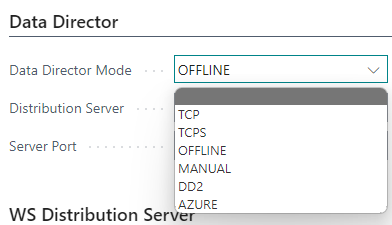 Data Director
Data Director Mode
OFFLINE
Distribution Server
TCP
TCPS
Server Port
OFFLINE
MANUAL
DD2
AZURE
WS Distribution Server